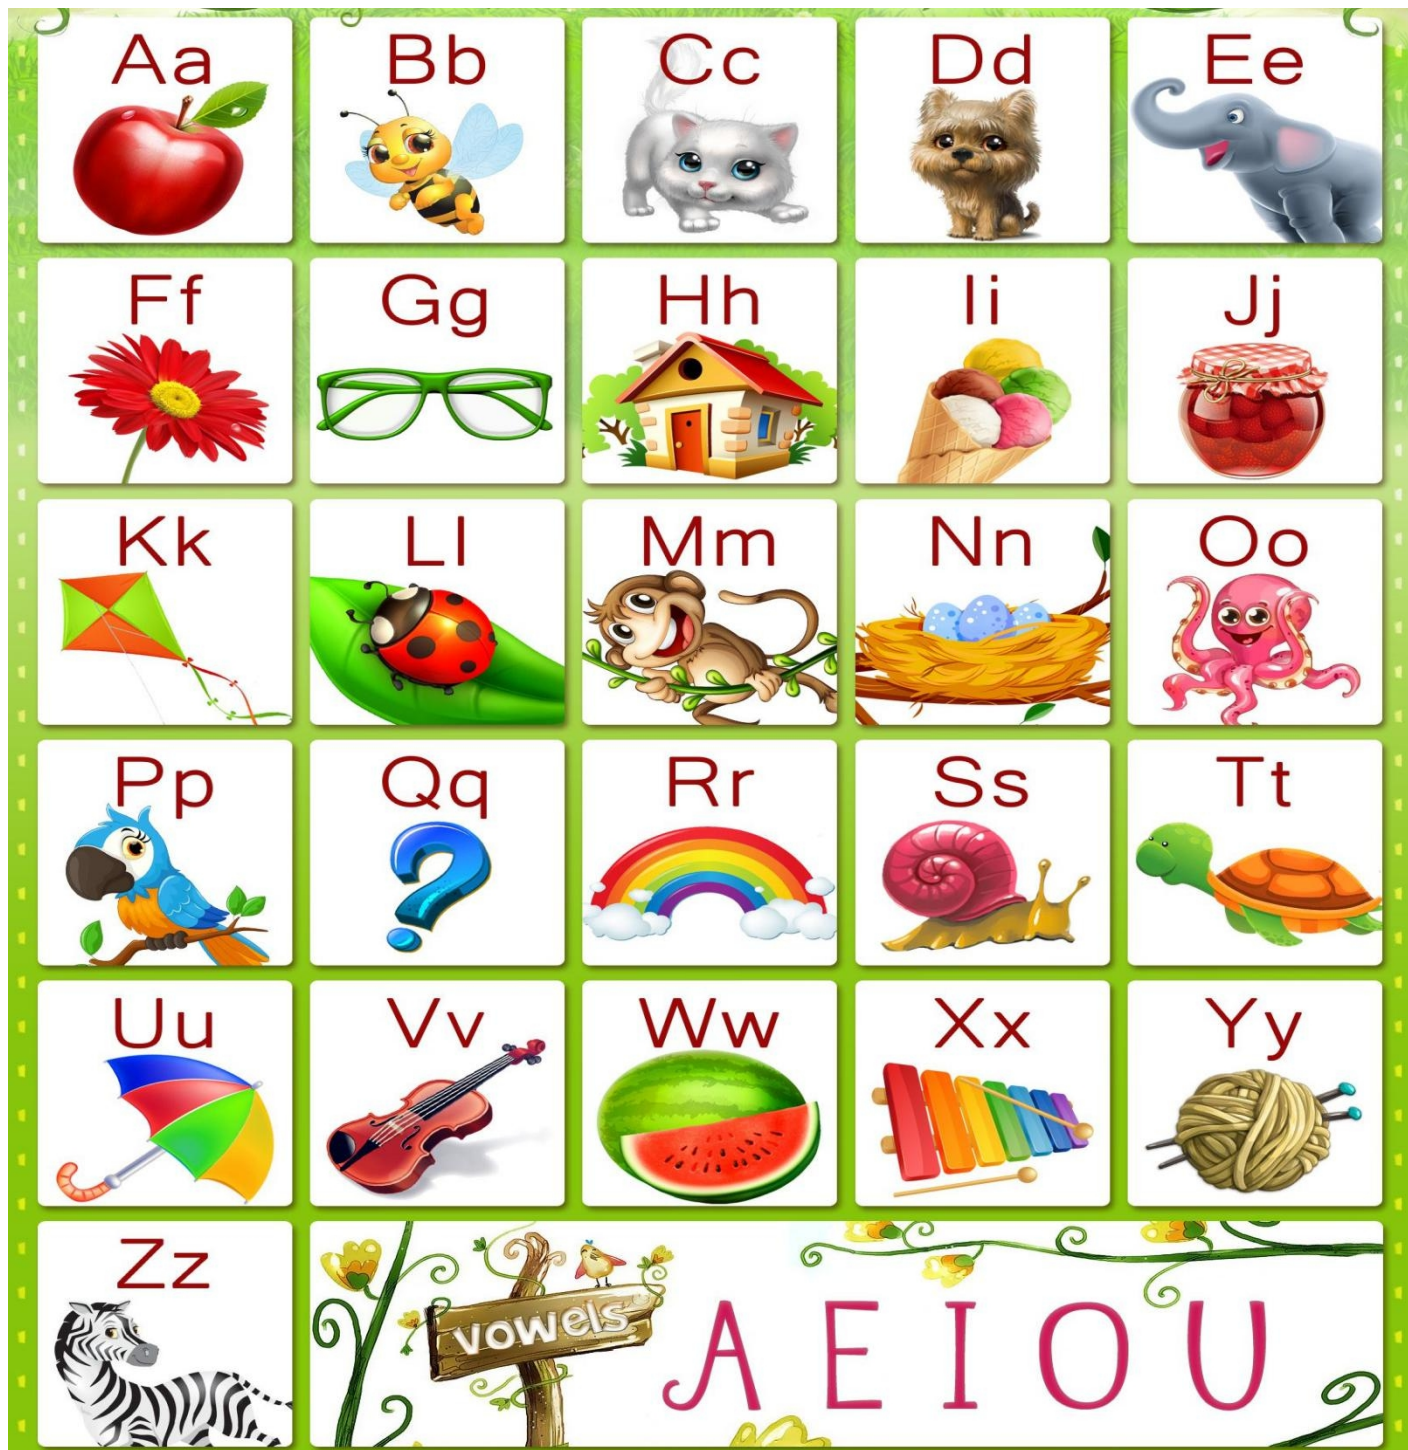 Aa Bb Cc Dd Ee
Ff Gg Hh Ii Jj
Kk Ll Mm Nn Oo
Pp Qq Rr Ss Tt
Uu Vv Ww Xx Yy
Zz
vowels A E I O U